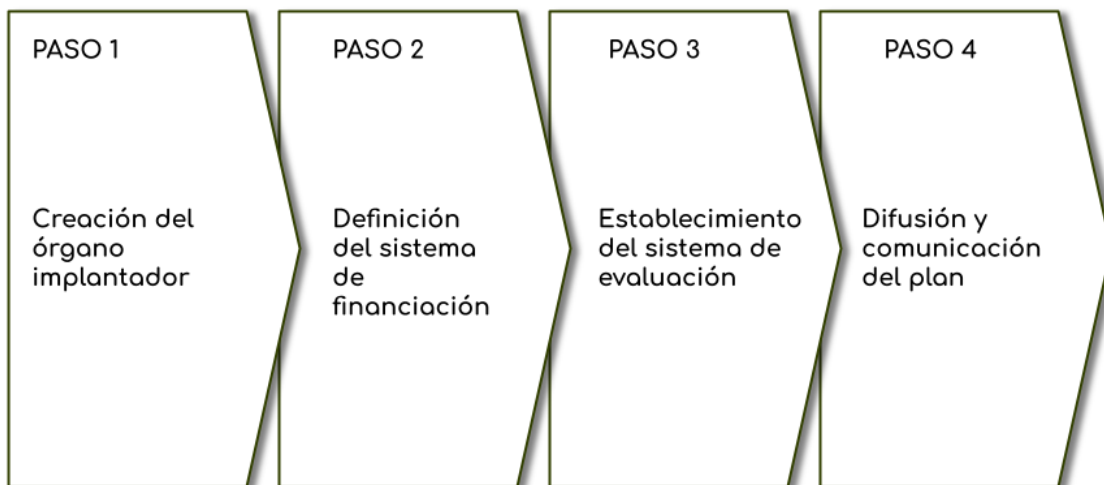 PASO 1
Creación del
órgano
implantador
PASO 2
Definición
del sistema
de
financiación
PASO 3
Establecimiento
del sistema de
evaluación
PASO 4
Difusión y
comunicación
del plan